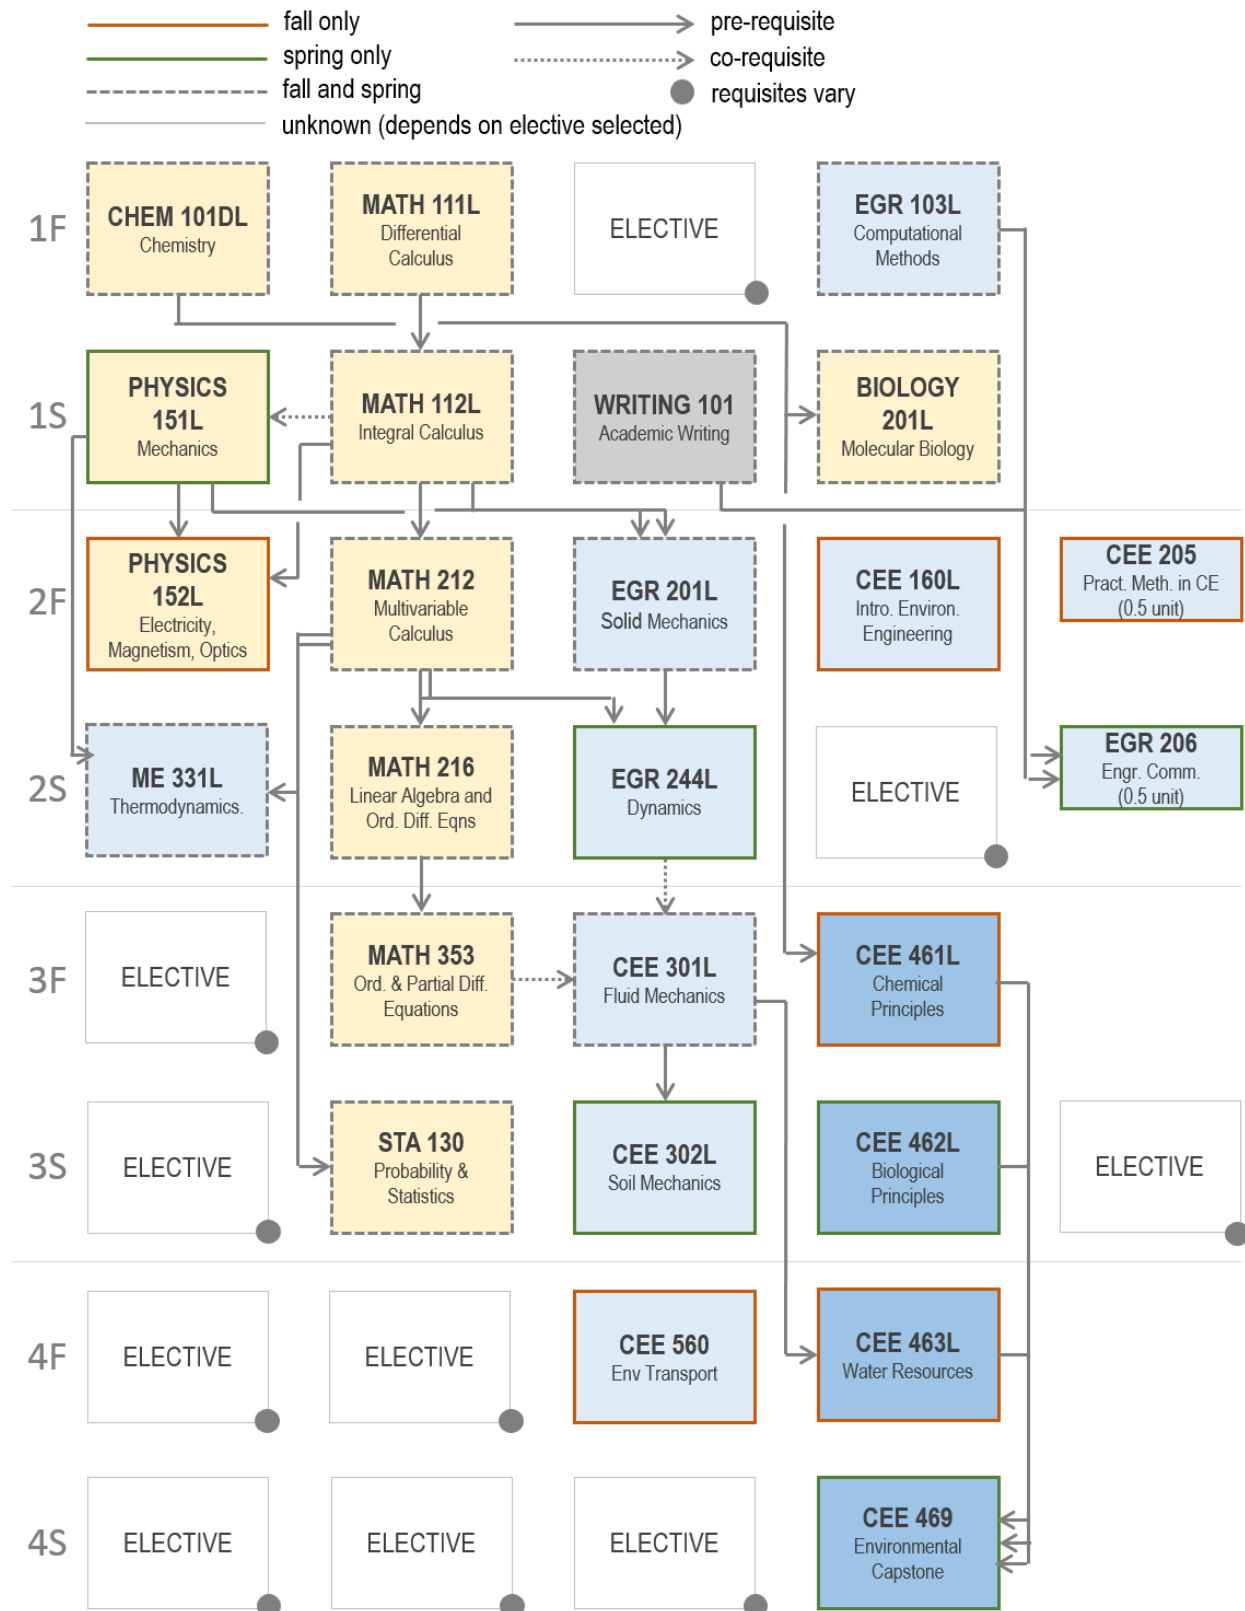 fall only
pre-requisite
spring only
co-requisite
fall and spring
requisites vary
unknown (depends on elective selected)
1F
CHEM 101DL
Chemistry
MATH 111L
Differential
Calculus
ELECTIVE
EGR 103L
Computational
Methods
1S
PHYSICS
151L
Mechanics
MATH 112L
Integral Calculus
WRITING 101
Academic Writing
BIOLOGY
201L
Molecular Biology
2F
PHYSICS
152L
Electricity,
Magnetism, Optics
MATH 212
Multivariable
Calculus
EGR 201L
Solid Mechanics
CEE 160L
Intro. Environ.
Engineering
CEE 205
Pract. Meth. in CE
(0.5 unit)
2S
ME 331L
Thermodynamics.
MATH 216
Linear Algebra and
Ord. Diff. Eqns
EGR 244L
Dynamics
ELECTIVE
EGR 206
Engr. Comm.
(0.5 unit)
3F
ELECTIVE
MATH 353
Ord. & Partial Diff.
Equations
CEE 301L
Fluid Mechanics
CEE 461L
Chemical
Principles
3S
ELECTIVE
STA 130
Probability &
Statistics
CEE 302L
Soil Mechanics
CEE 462L
Biological
Principles
ELECTIVE
4F
ELECTIVE
ELECTIVE
CEE 560
Env Transport
CEE 463L
Water Resources
4S
ELECTIVE
ELECTIVE
ELECTIVE
CEE 469
Environmental
Capstone